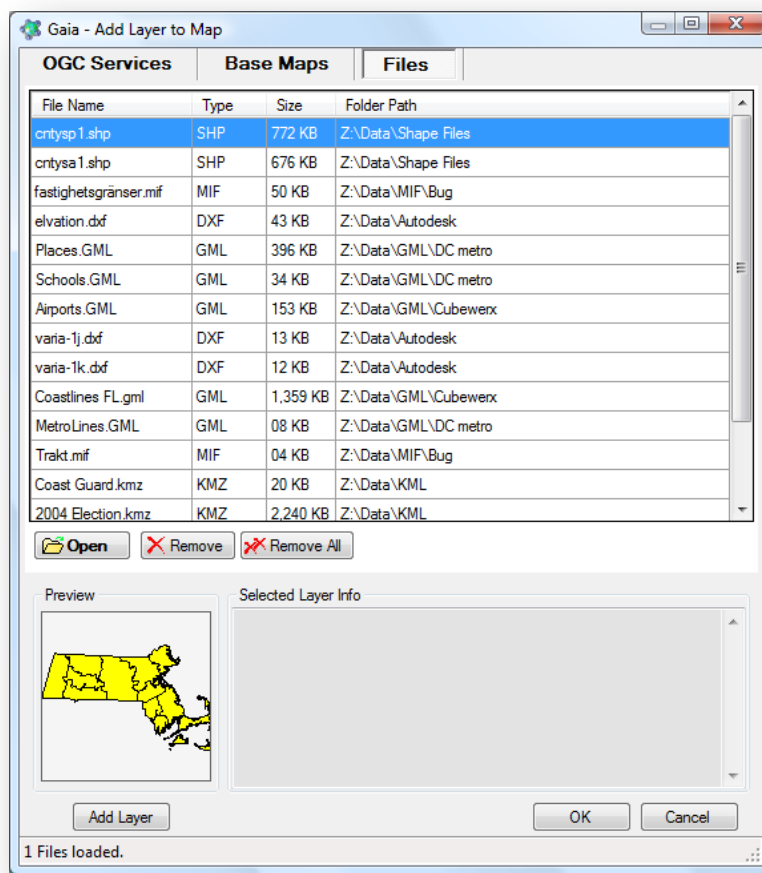 Gaia - Add Layer to Map
OGC Services Base Maps Files
File Name Type Size Folder Path
cntysp1.shp SHP 772 KB Z:\Data\Shape Files
cntysa1.shp SHP 676 KB Z:\Data\Shape Files
fastighetsgränser.mif MIF 50 KB Z:\Data\MIF\Bug
elvation.dxf DXF 43 KB Z:\Data\Autodesk
Places.GML GML 396 KB Z:\Data\GML\DC metro
Schools.GML GML 34 KB Z:\Data\GML\DC metro
Airports.GML GML 153 KB Z:\Data\GML\Cubewerx
varia-1j.dxf DXF 13 KB Z:\Data\Autodesk
varia-1k.dxf DXF 12 KB Z:\Data\Autodesk
Coastlines FL.gml GML 1,359 KB Z:\Data\GML\Cubewerx
MetroLines.GML GML 08 KB Z:\Data\GML\DC metro
Trakt.mif MIF 04 KB Z:\Data\MIF\Bug
Coast Guard.kmz KMZ 20 KB Z:\Data\KML
2004 Election.kmz KMZ 2,240 KB Z:\Data\KML
Open Remove Remove All
Preview Selected Layer Info
Add Layer OK Cancel
1 Files loaded.